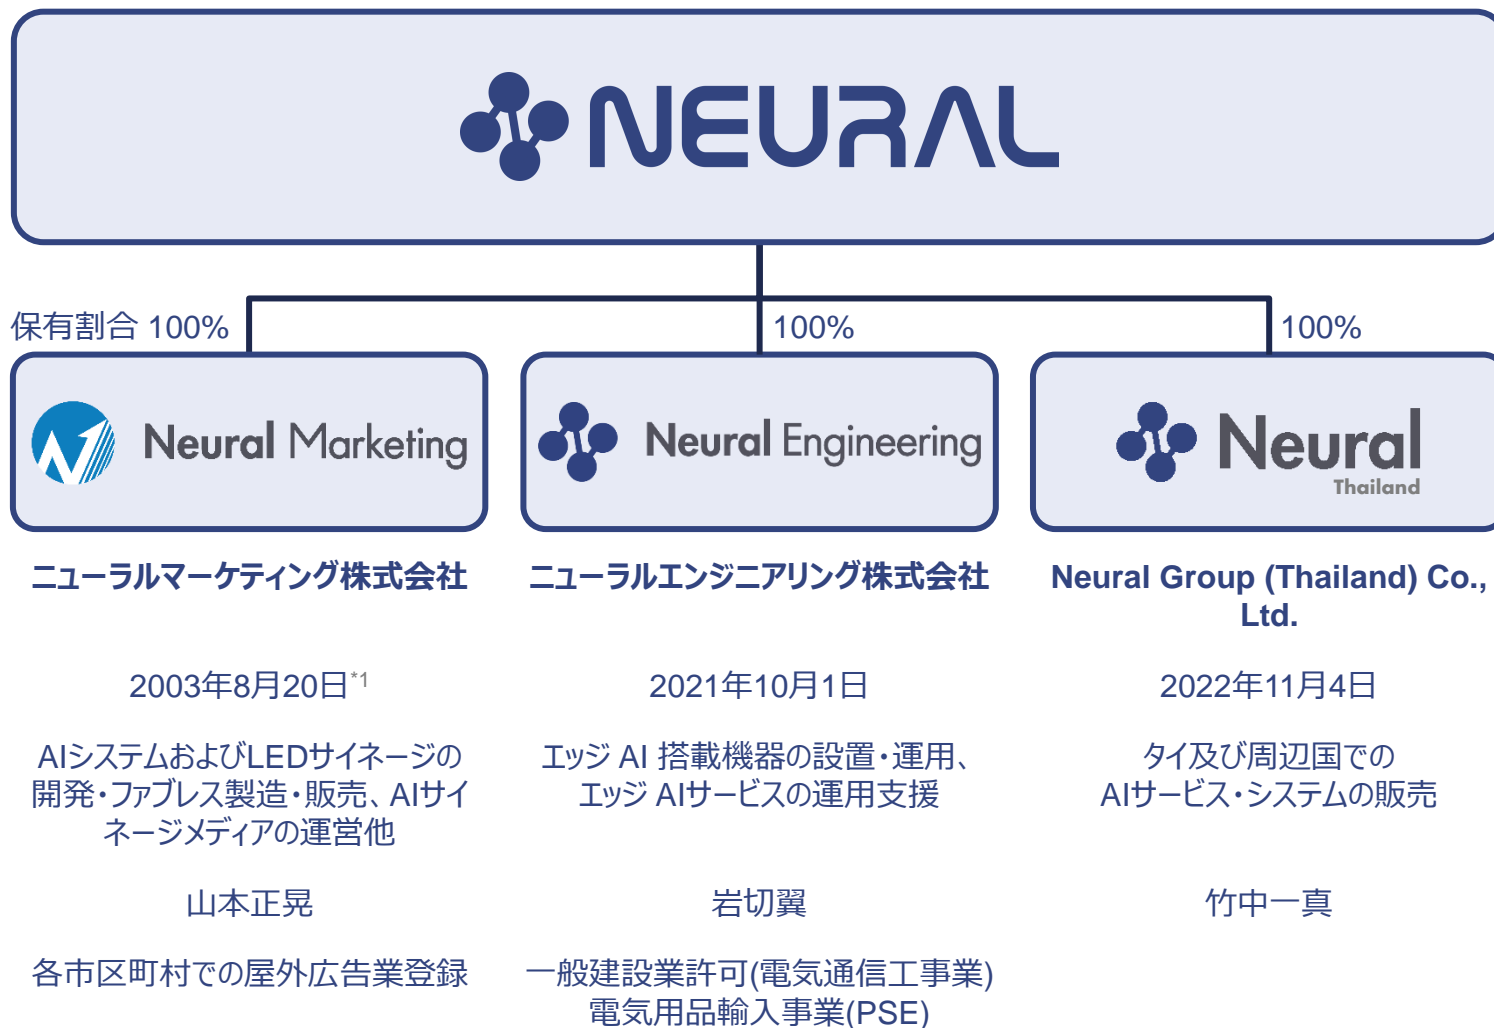 NEURAL
保有割合 100%
100%
100%
Neural Marketing
Neural Engineering
Neural
Thailand
ニューラルマーケティング株式会社
ニューラルエンジニアリング株式会社
Neural Group (Thailand) Co.,
Ltd.
2003年8月20日*1
2021年10月1日
2022年11月4日
AIシステムおよびLEDサイネージの
開発・ファブレス製造・販売、AIサイ
ネージメディアの運営他
エッジ AI 搭載機器の設置・運用、
エッジ AIサービスの運用支援
タイ及び周辺国での
AIサービス・システムの販売
山本正晃
岩切翼
竹中一真
各市区町村での屋外広告業登録
一般建設業許可(電気通信工事業)
電気用品輸入事業(PSE)